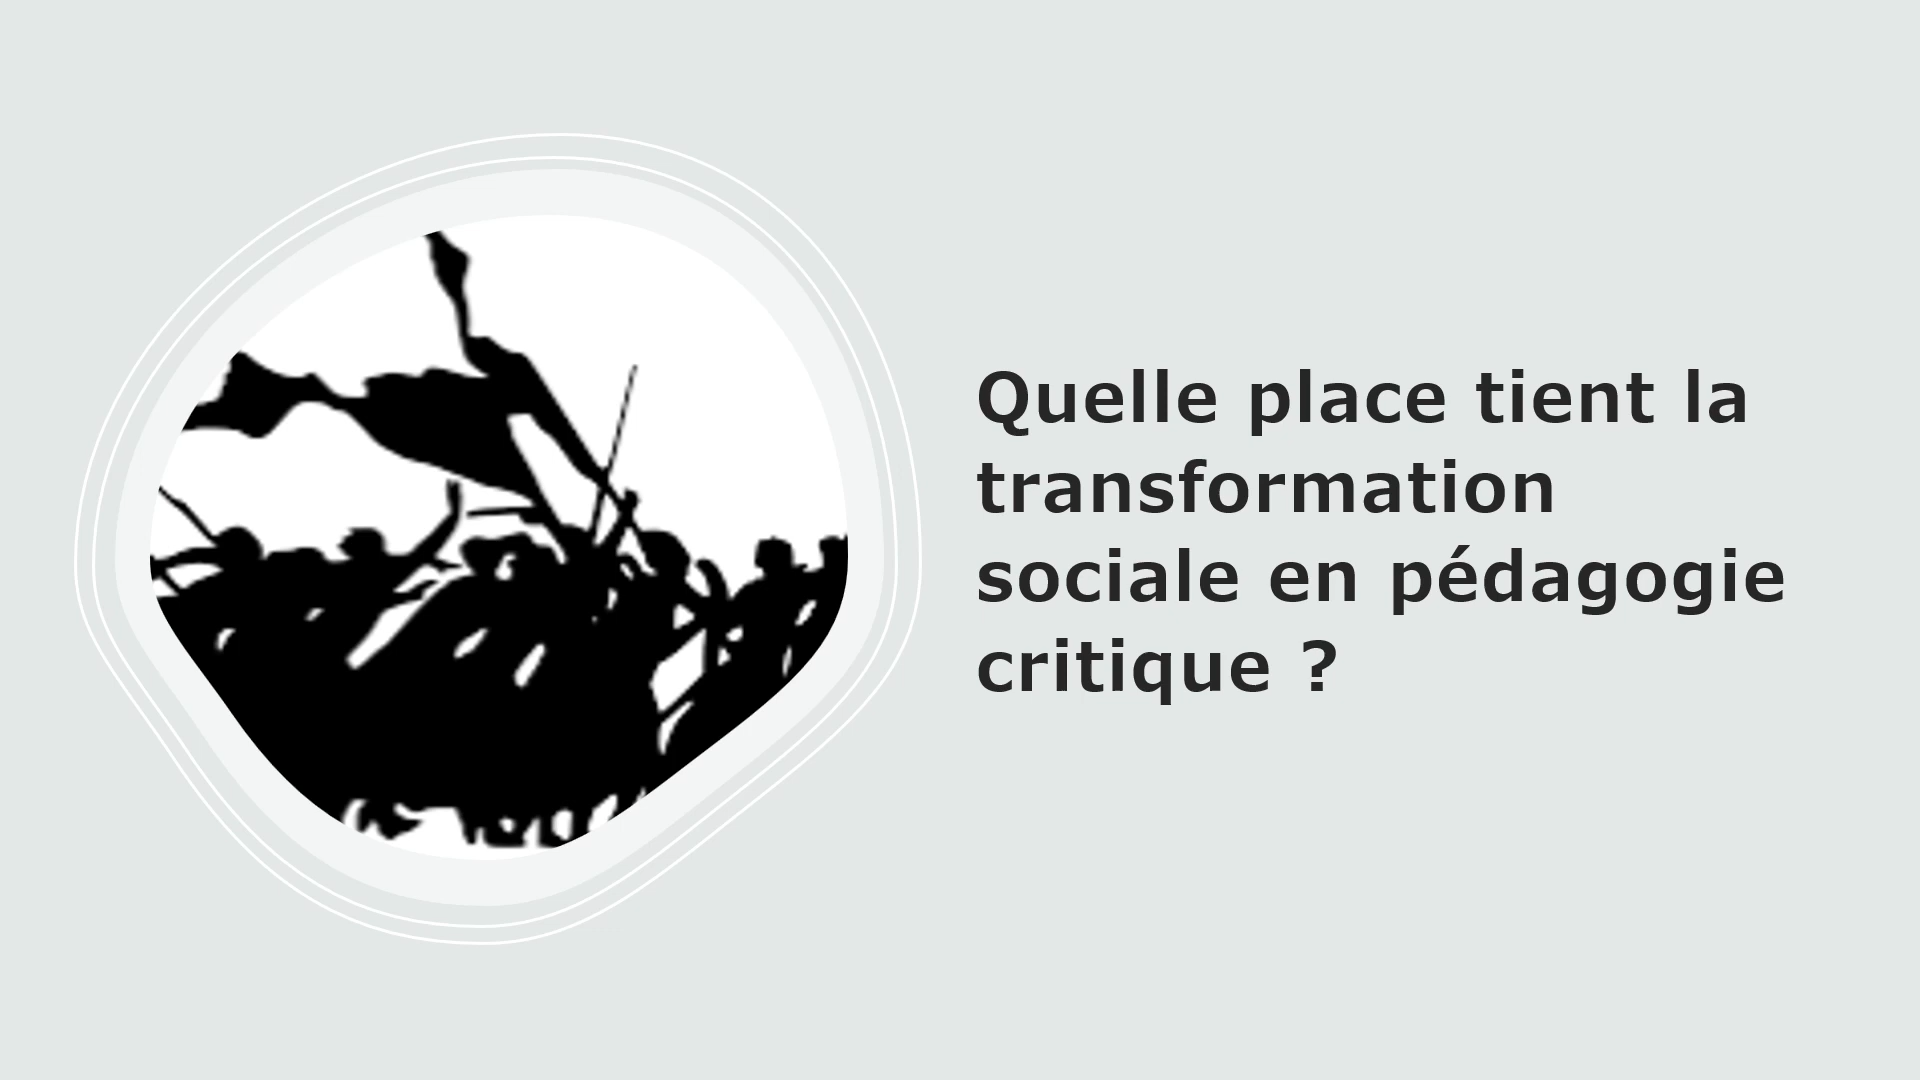 Quelle place tient la
transformation
sociale en pédagogie
critique ?